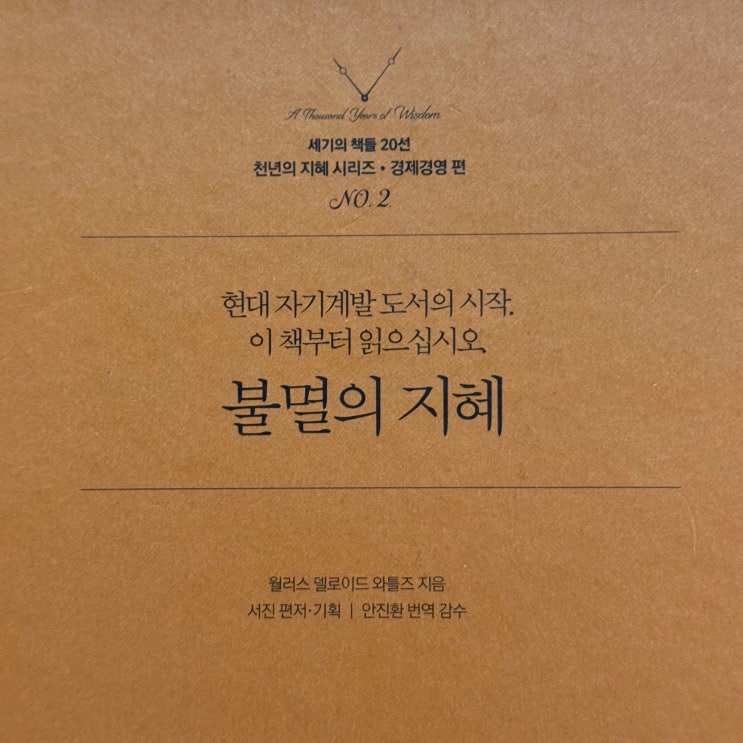 A Thousand Years of Wisdom
세기의 책들 20선
천년의 지혜 시리즈 • 경제경영 편
NO. 2.
현대 자기계발 도서의 시작.
이 책부터 읽으십시오.
불멸의 지혜
월러스 델로이드 와틀즈 지음
서진 편저·기획 | 안진환 번역 감수